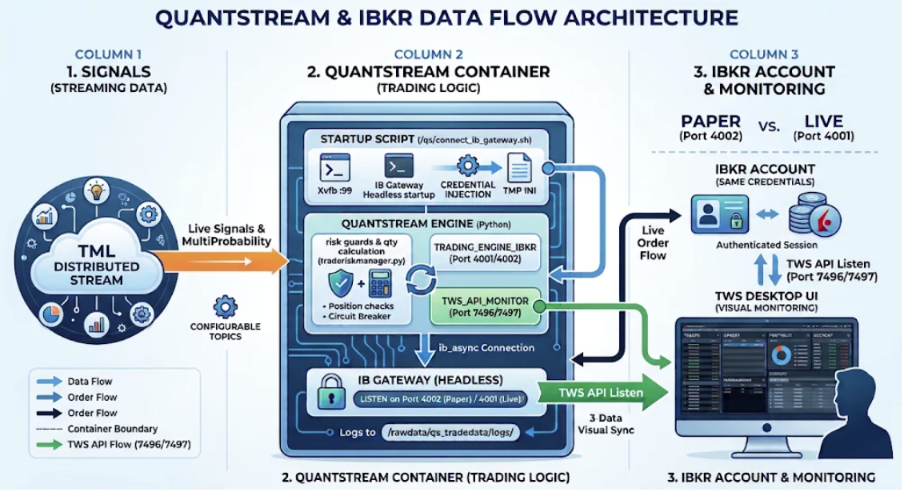 QUANTSTREAM & IBKR DATA FLOW ARCHITECTURE
COLUMN 1
1. SIGNALS
(STREAMING DATA)
TML
DISTRIBUTED
STREAM
Live Signals &
MultiProbability
CONFIGURABLE
TOPICS
Data Flow
Order Flow
Order Flow
Container Boundary
TWS API Flow (7496/7497)
COLUMN 2
2. QUANTSTREAM CONTAINER
(TRADING LOGIC)
STARTUP SCRIPT (/qs/connect_ib_gateway.sh)
Xvfb :99
IB Gateway
Headless startup
CREDENTIAL
INJECTION
TMP INI
QUANTSTREAM ENGINE (Python)
risk guards & qty
calculation
(traderiskmanager.py)
• Position checks
• Circuit Breaker
TRADING_ENGINE_IBKR
(Port 4001/4002)
TWS_API_MONITOR
(Port 7496/7497)
ib_async Connection
IB GATEWAY (HEADLESS)
LISTEN on Port 4002 (Paper) / 4001 (Live)
Logs to /rawdata/qs_tradedata/logs/
2. QUANTSTREAM CONTAINER (TRADING LOGIC)
TWS API Listen
3-Data
Visual Sync
Live
Order
Flow
COLUMN 3
3. IBKR ACCOUNT
& MONITORING
PAPER
(Port 4002)
VS.
LIVE
(Port 4001)
IBKR ACCOUNT
(SAME CREDENTIALS)
Authenticated Session
TWS API Listen
(Port 7496/7497)
TWS DESKTOP UI
(VISUAL MONITORING)
3. IBKR ACCOUNT & MONITORING